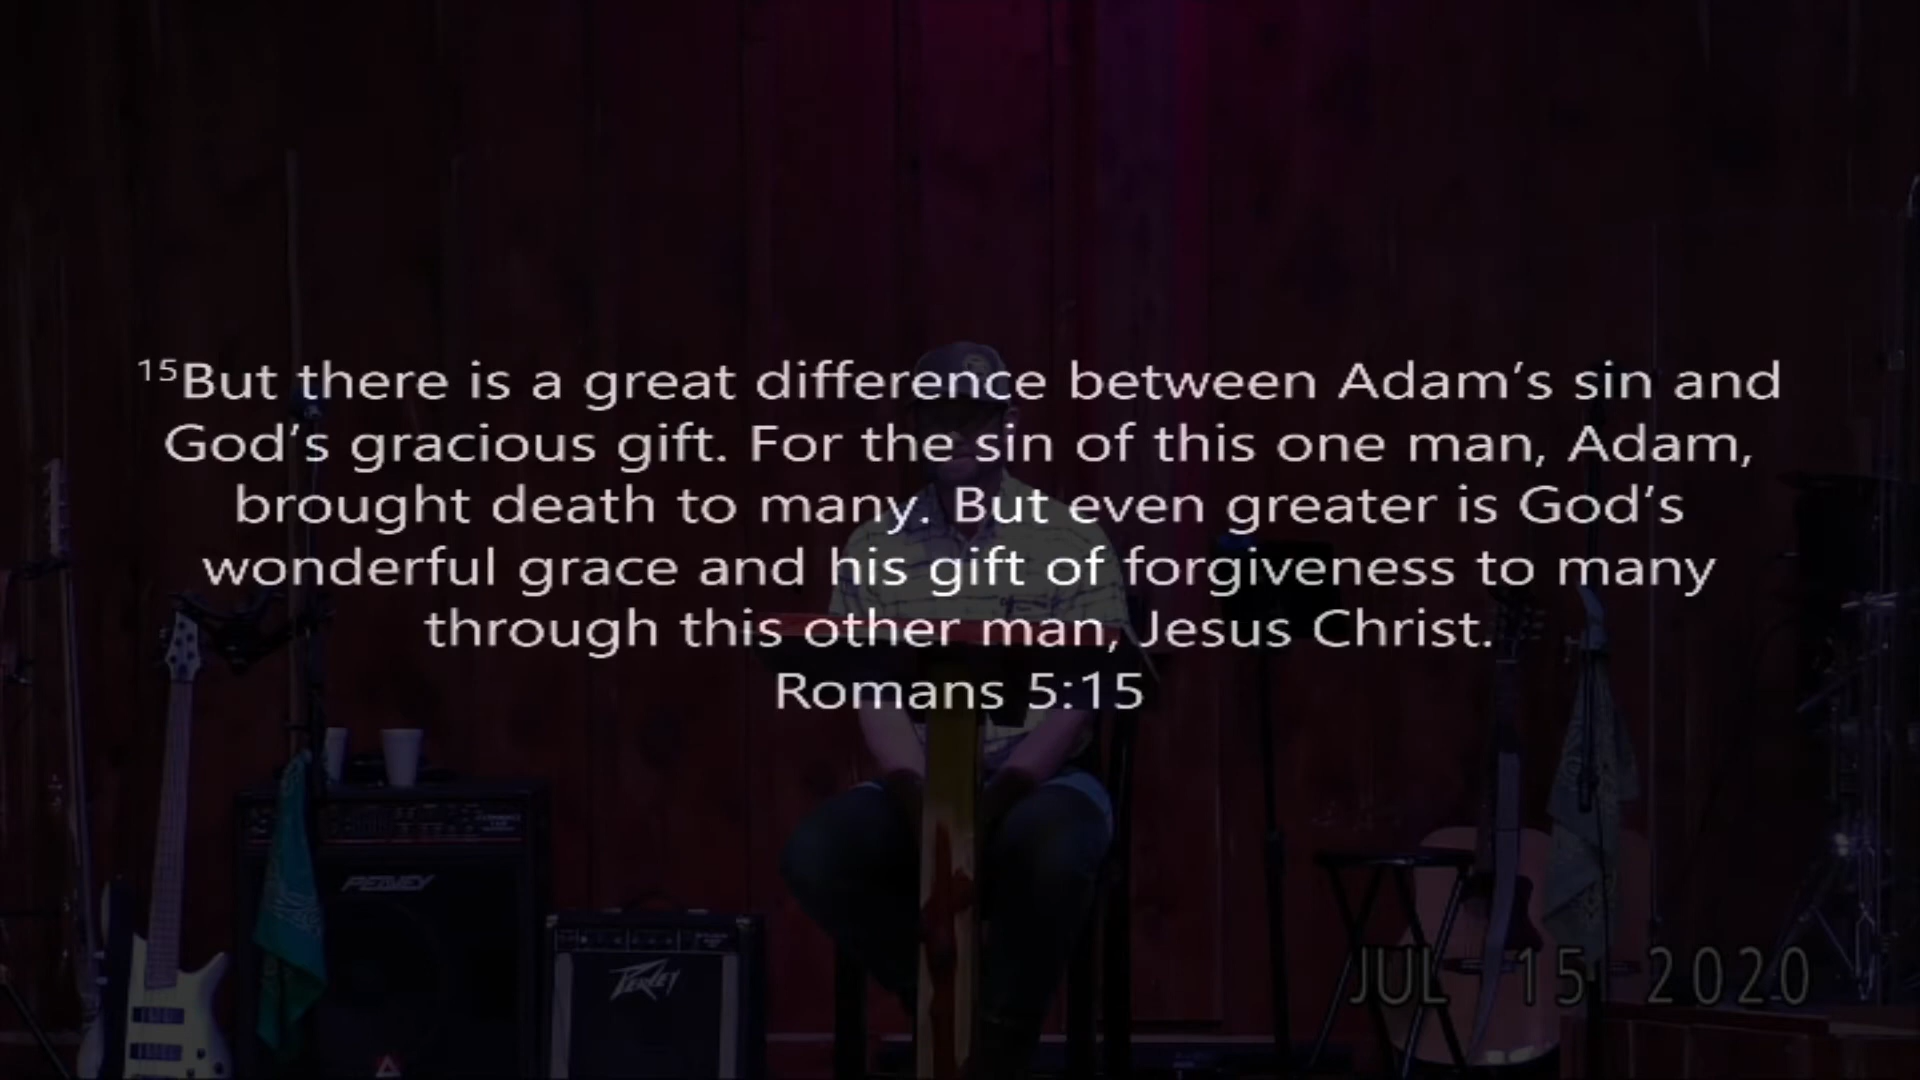 ¹⁵But there is a great difference between Adam’s sin and
God’s gracious gift. For the sin of this one man, Adam,
brought death to many. But even greater is God’s
wonderful grace and his gift of forgiveness to many
through this other man, Jesus Christ.
Romans 5:15
PEAVEY
PEAVEY
JUL 15 2020